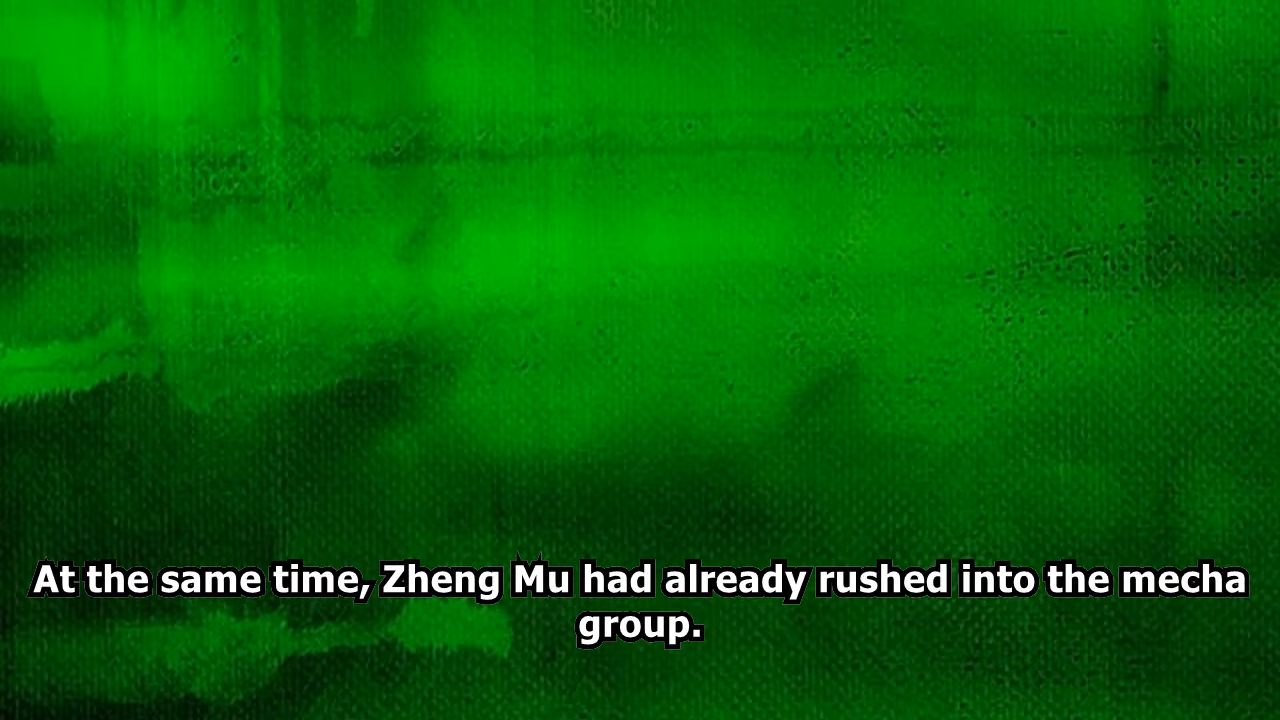 At the same time, Zheng Mu had already rushed into the mecha
group.